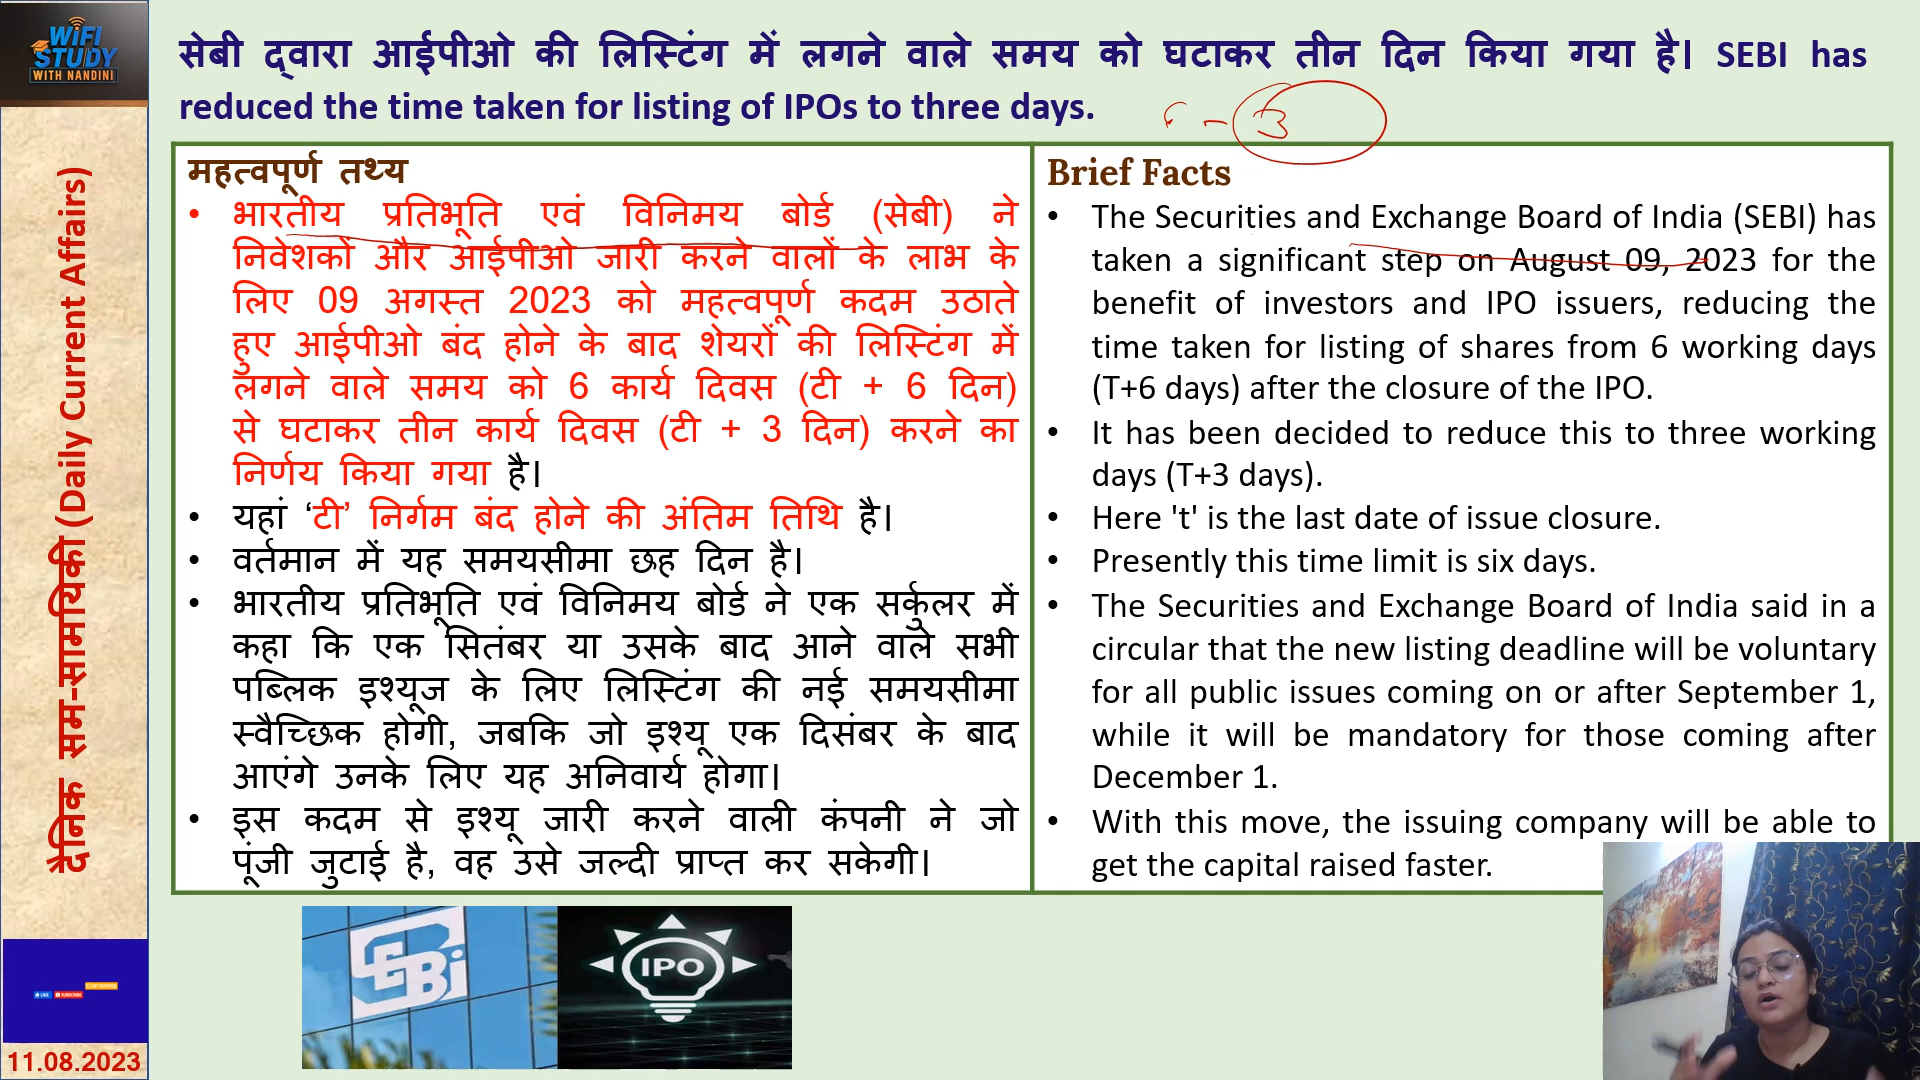 WiFi
STUDY
WITH NANDINI
दैनिक सम-सामयिकी (Daily Current Affairs)
11.08.2023
सेबी द्वारा आईपीओ की लिस्टिंग में लगने वाले समय को घटाकर तीन दिन किया गया है। SEBI has
reduced the time taken for listing of IPOs to three days.
6 - 3
महत्वपूर्ण तथ्य
• भारतीय प्रतिभूति एवं विनिमय बोर्ड (सेबी) ने
निवेशकों और आईपीओ जारी करने वालों के लाभ के
लिए 09 अगस्त 2023 को महत्वपूर्ण कदम उठाते
हुए आईपीओ बंद होने के बाद शेयरों की लिस्टिंग में
लगने वाले समय को 6 कार्य दिवस (टी + 6 दिन)
से घटाकर तीन कार्य दिवस (टी + 3 दिन) करने का
निर्णय किया गया है।
• यहां ‘टी’ निर्गम बंद होने की अंतिम तिथि है।
• वर्तमान में यह समयसीमा छह दिन है।
• भारतीय प्रतिभूति एवं विनिमय बोर्ड ने एक सर्कुलर में
कहा कि एक सितंबर या उसके बाद आने वाले सभी
पब्लिक इश्यूज के लिए लिस्टिंग की नई समयसीमा
स्वैच्छिक होगी, जबकि जो इश्यू एक दिसंबर के बाद
आएंगे उनके लिए यह अनिवार्य होगा।
• इस कदम से इश्यू जारी करने वाली कंपनी ने जो
पूंजी जुटाई है, वह उसे जल्दी प्राप्त कर सकेगी।
Brief Facts
• The Securities and Exchange Board of India (SEBI) has
taken a significant step on August 09, 2023 for the
benefit of investors and IPO issuers, reducing the
time taken for listing of shares from 6 working days
(T+6 days) after the closure of the IPO.
• It has been decided to reduce this to three working
days (T+3 days).
• Here 't' is the last date of issue closure.
• Presently this time limit is six days.
• The Securities and Exchange Board of India said in a
circular that the new listing deadline will be voluntary
for all public issues coming on or after September 1,
while it will be mandatory for those coming after
December 1.
• With this move, the issuing company will be able to
get the capital raised faster.
SEBi
IPO